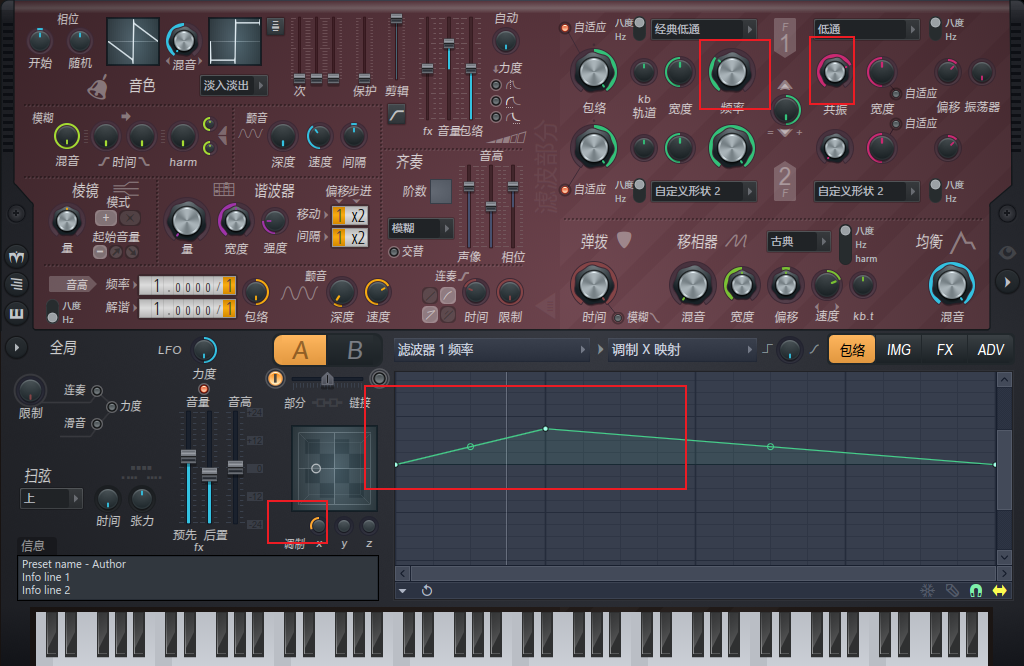 相位
开始
随机
混音
音色
淡入淡出
次
保护
剪辑
fx
音量
包络
自动
力度
模糊
混音
时间
harm
颤音
深度
速度
间隔
棱镜
模式
量
起始音量
谐波器
量
宽度
强度
偏移步进
移动
1
x2
间隔
1
x2
齐奏
音高
阶数
模糊
交替
声像
相位
音高
频率
1.0000/1
解谐
1.0000/1
八度
Hz
包络
颤音
深度
速度
连奏
时间
限制
自适应
八度
Hz
经典低通
F
1
低通
八度
Hz
包络
kb
轨道
宽度
频率
共振
宽度
自适应
偏移
振荡器
自适应
滤波部分
自适应
八度
Hz
自定义形状 2
2
F
自定义形状 2
八度
Hz
弹拨
时间
模糊
移相器
古典
八度
Hz
harm
混音
宽度
偏移
速度
kb.t
均衡
混音
全局
LFO
力度
A
B
滤波器 1 频率
调制 X 映射
包络
IMG
FX
ADV
限制
连奏
滑音
力度
音量
音高
+24
+12
0
-12
-24
部分
链接
扫弦
上
时间
张力
预先
后置
fx
调制
x
y
z
信息
Preset name - Author
Info line 1
Info line 2